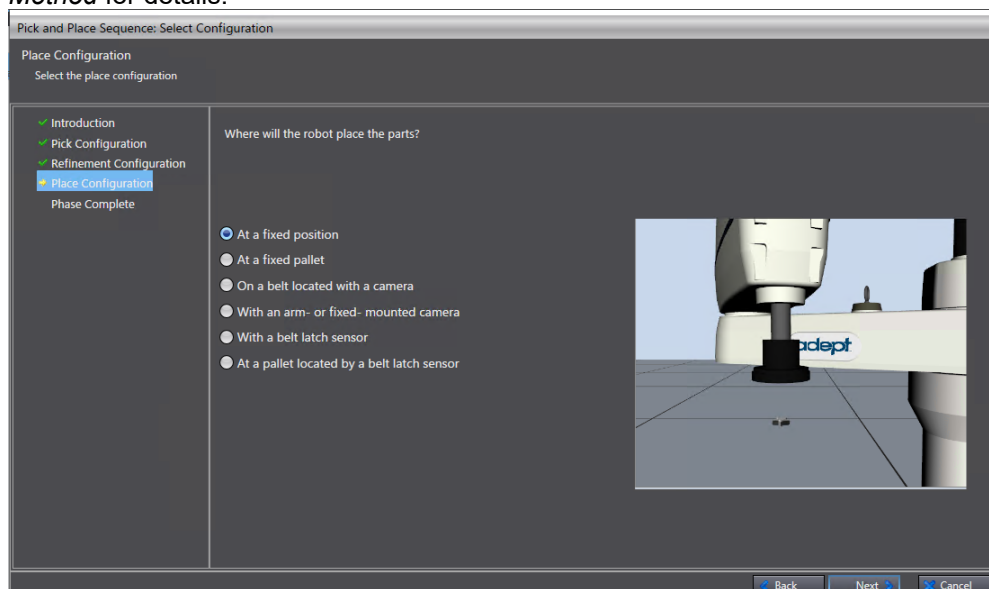 Method for details.
Pick and Place Sequence: Select Configuration
Place Configuration
Select the place configuration
Introduction
Pick Configuration
Refinement Configuration
Place Configuration
Phase Complete
Where will the robot place the parts?
At a fixed position
At a fixed pallet
On a belt located with a camera
With an arm- or fixed- mounted camera
With a belt latch sensor
At a pallet located by a belt latch sensor
adept
Back
Next
Cancel